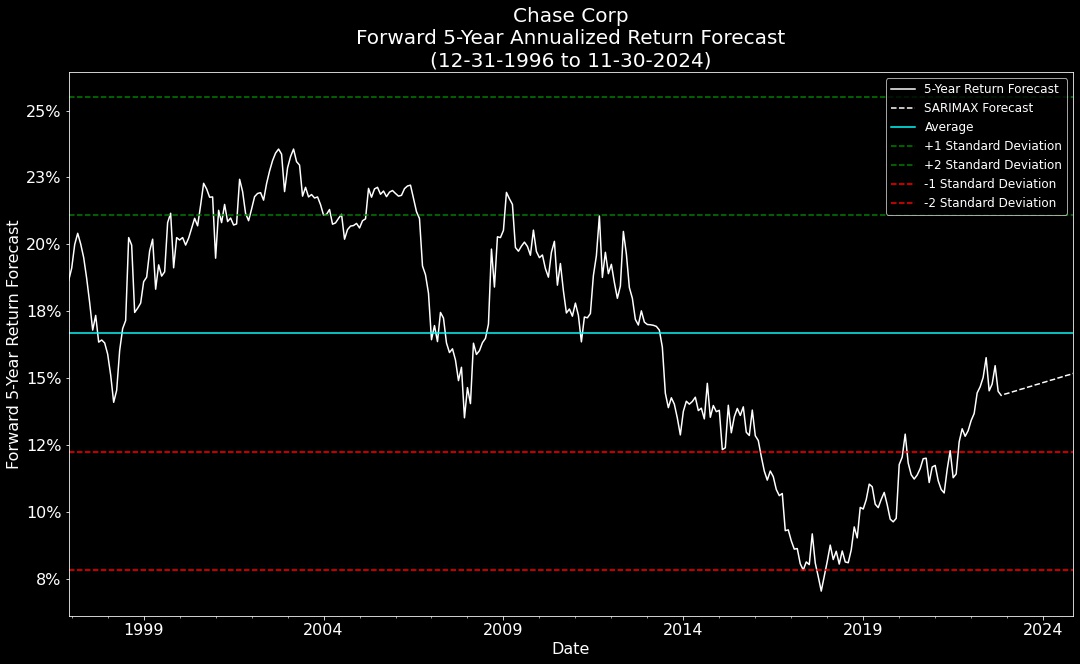 Chase Corp
Forward 5-Year Annualized Return Forecast
(12-31-1996 to 11-30-2024)
5-Year Return Forecast
SARIMAX Forecast
Average
+1 Standard Deviation
+2 Standard Deviation
-1 Standard Deviation
-2 Standard Deviation
Forward 5-Year Return Forecast
25%
23%
20%
18%
15%
12%
10%
8%
1999 2004 2009 2014 2019 2024
Date